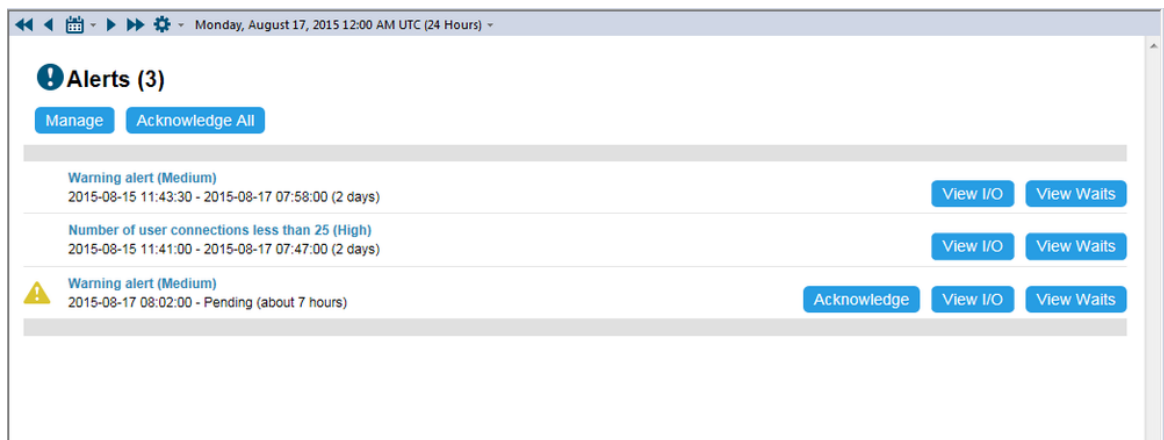 Monday, August 17, 2015 12:00 AM UTC (24 Hours)
Alerts (3)
Manage
Acknowledge All
Warning alert (Medium)
2015-08-15 11:43:30 - 2015-08-17 07:58:00 (2 days)
View I/O
View Waits
Number of user connections less than 25 (High)
2015-08-15 11:41:00 - 2015-08-17 07:47:00 (2 days)
View I/O
View Waits
Warning alert (Medium)
2015-08-17 08:02:00 - Pending (about 7 hours)
Acknowledge
View I/O
View Waits